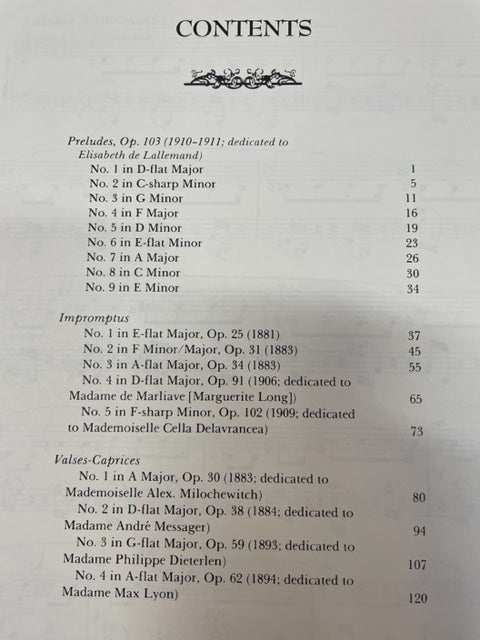 CONTENTS
Preludes, Op. 103 (1910–1911; dedicated to
Elisabeth de Lallemand)
No. 1 in D-flat Major 1
No. 2 in C-sharp Minor 5
No. 3 in G Minor 11
No. 4 in F Major 16
No. 5 in D Minor 19
No. 6 in E-flat Minor 23
No. 7 in A Major 26
No. 8 in C Minor 30
No. 9 in E Minor 34
Impromptus
No. 1 in E-flat Major, Op. 25 (1881) 37
No. 2 in F Minor/Major, Op. 31 (1883) 45
No. 3 in A-flat Major, Op. 34 (1883) 55
No. 4 in D-flat Major, Op. 91 (1906; dedicated to
Madame de Marliave [Marguerite Long]) 65
No. 5 in F-sharp Minor, Op. 102 (1909; dedicated
to Mademoiselle Cella Delavrancea) 73
Valses-Caprices
No. 1 in A Major, Op. 30 (1883; dedicated to
Mademoiselle Alex. Milochewitch) 80
No. 2 in D-flat Major, Op. 38 (1884; dedicated to
Madame André Messager) 94
No. 3 in G-flat Major, Op. 59 (1893; dedicated to
Madame Philippe Dieterlen) 107
No. 4 in A-flat Major, Op. 62 (1894; dedicated to
Madame Max Lyon) 120